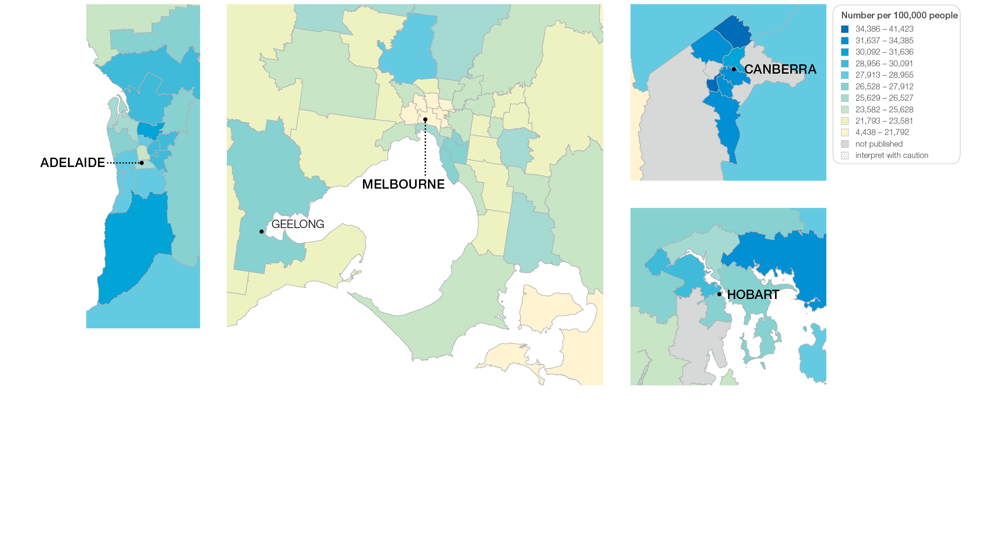 Number per 100,000 people
34,386 – 41,423
31,637 – 34,385
30,092 – 31,636
28,956 – 30,091
27,913 – 28,955
26,528 – 27,912
25,629 – 26,527
23,582 – 25,628
21,793 – 23,581
4,438 – 21,792
not published
interpret with caution
CANBERRA
ADELAIDE
MELBOURNE
GEELONG
HOBART